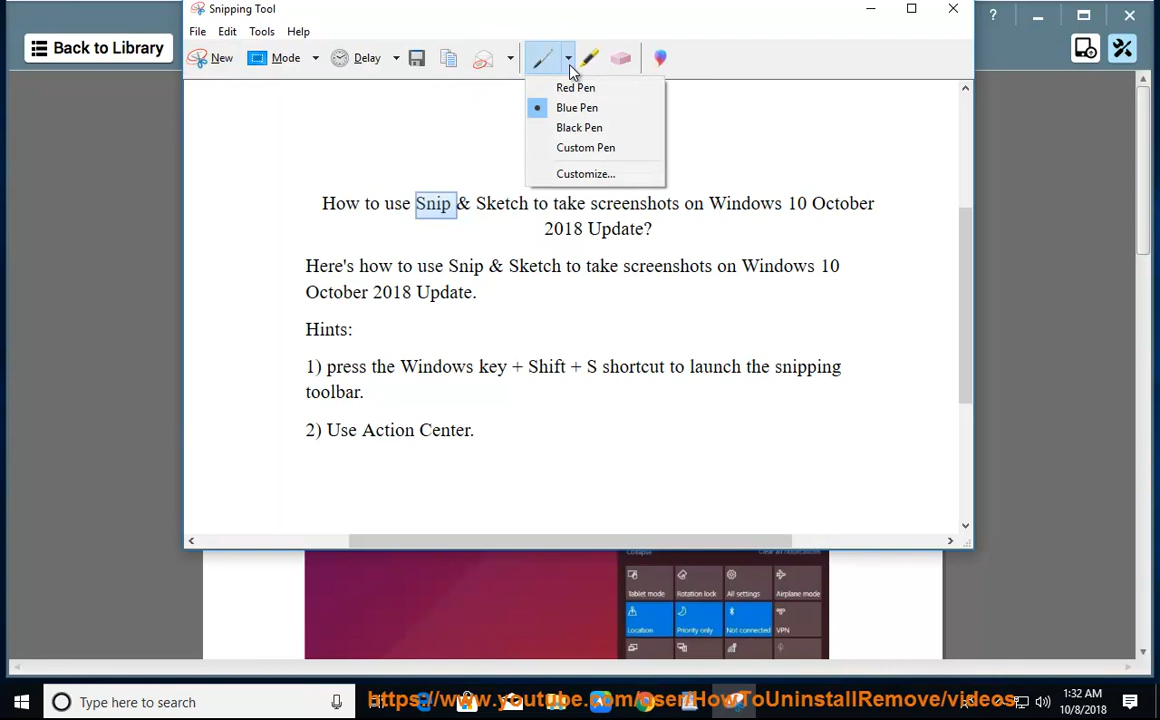 Snipping Tool
?
File Edit Tools Help
Back to Library
New Mode Delay
Red Pen
Blue Pen
Black Pen
Custom Pen
Customize...
How to use Snip & Sketch to take screenshots on Windows 10 October
2018 Update?
Here's how to use Snip & Sketch to take screenshots on Windows 10
October 2018 Update.
Hints:
1) press the Windows key + Shift + S shortcut to launch the snipping
toolbar.
2) Use Action Center.
Collapse Clear all notifications
Tablet mode Rotation lock All settings Airplane mode
Location Priority only Not connected VPN
Type here to search
https://www.youtube.com/user/HowToUninstallRemove/videos
1:32 AM
10/8/2018